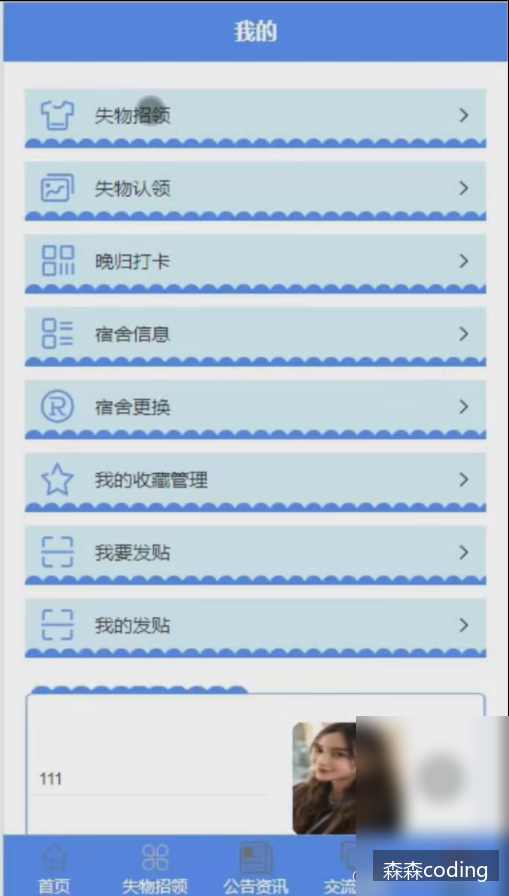 我的
失物招领
失物认领
晚归打卡
宿舍信息
宿舍更换
我的收藏管理
我要发贴
我的发贴
111
首页
失物招领
公告资讯
交流
森森coding